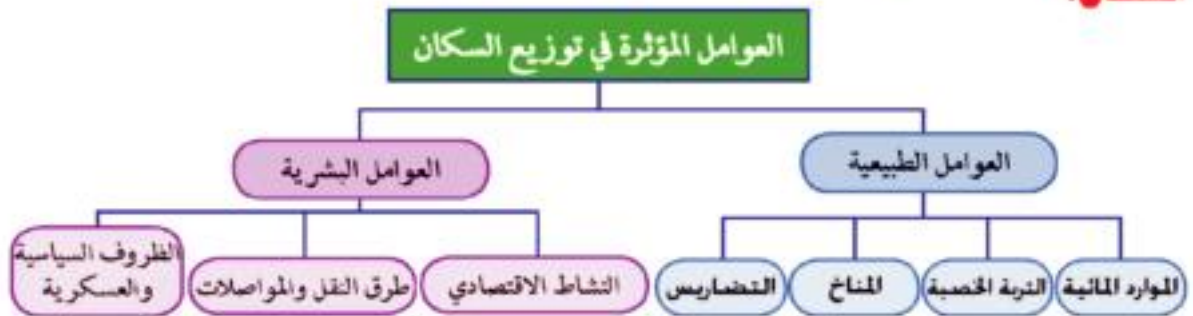 العوامل المؤثرة في توزيع السكان
العوامل الطبيعية
العوامل البشرية
الموارد المائية
التربة الخصبة
المناخ
التضاريس
النشاط الاقتصادي
طرق النقل والمواصلات
الظروف السياسية
والعسكرية